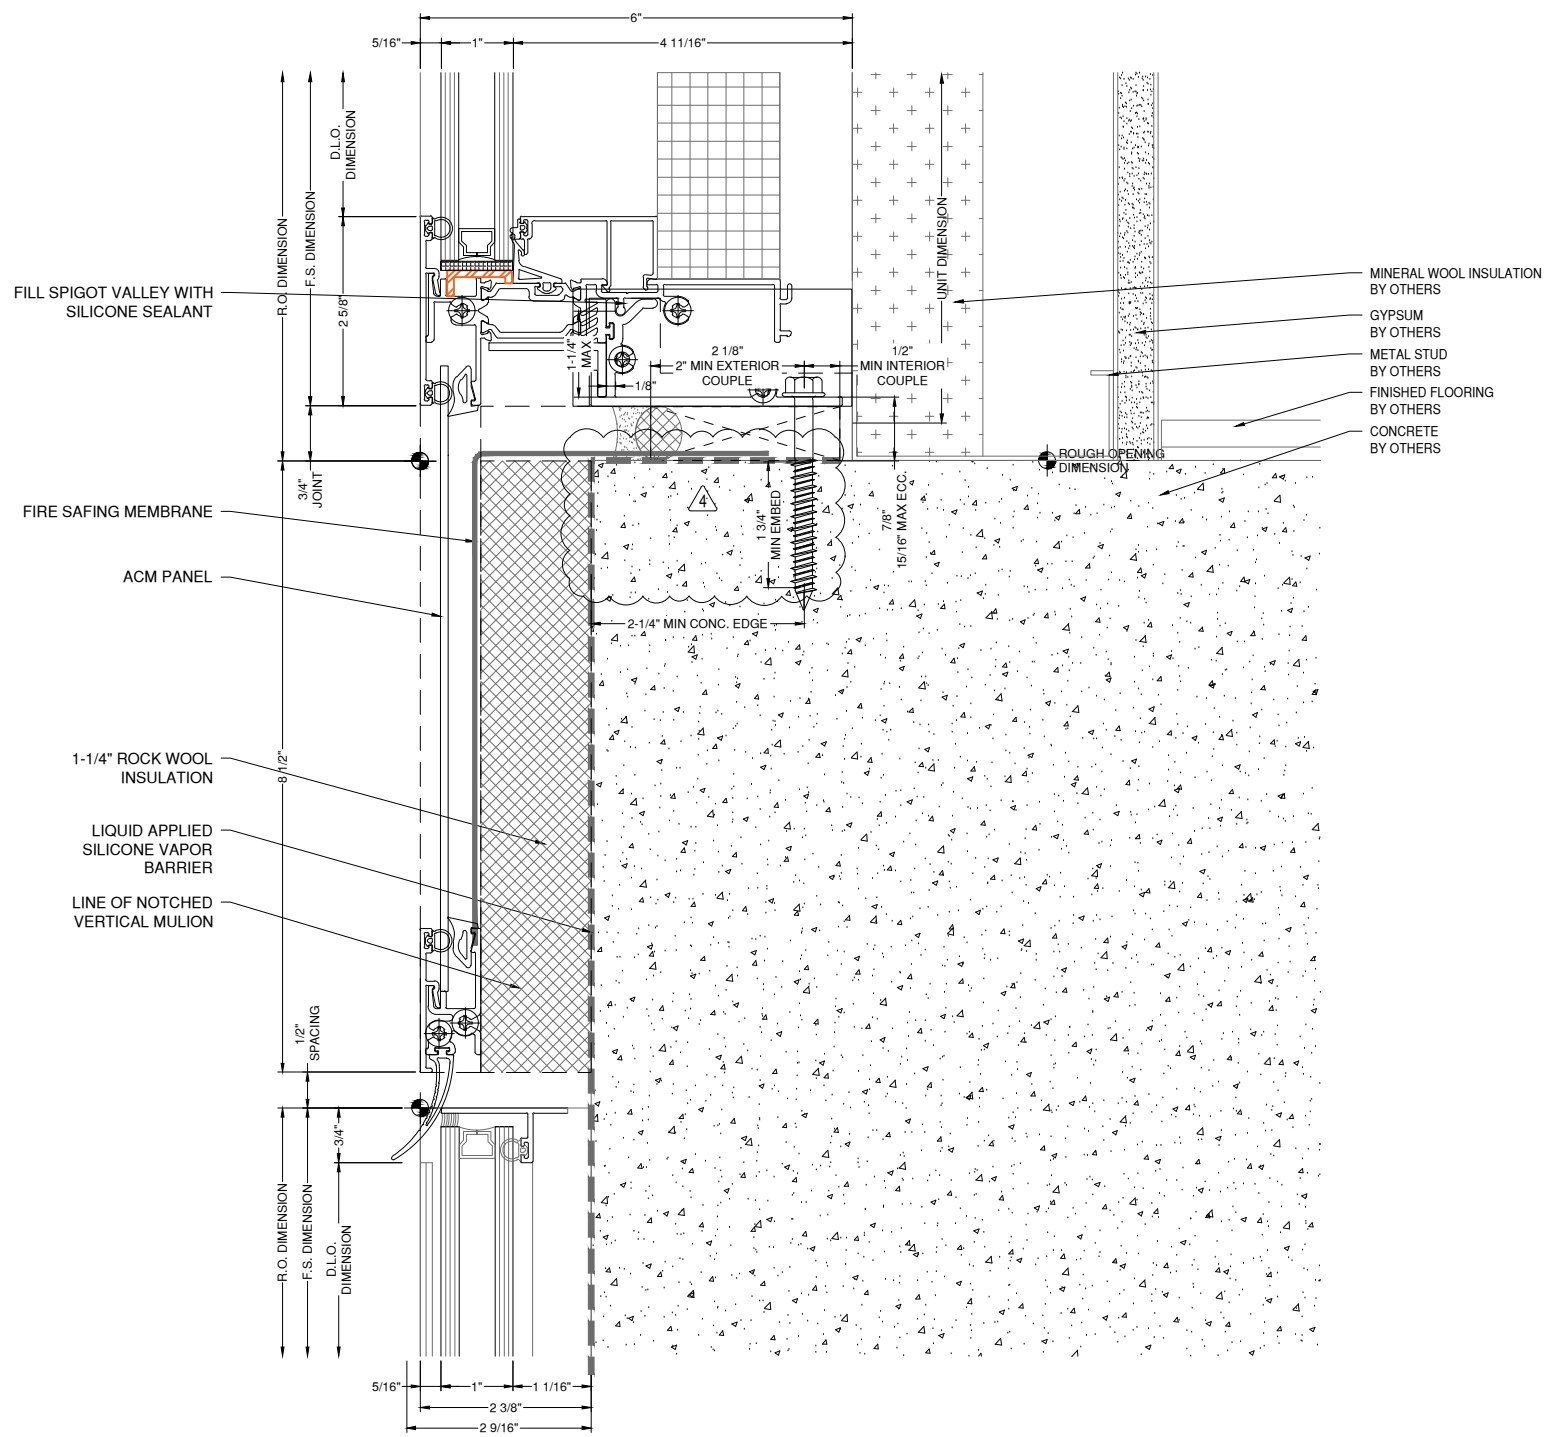 6"
5/16"
1"
4 11/16"
R.O. DIMENSION
F.S. DIMENSION
D.L.O.
DIMENSION
2 5/8"
UNIT DIMENSION
FILL SPIGOT VALLEY WITH
SILICONE SEALANT
1-1/4"
MAX
1/8"
2 1/8"
2" MIN EXTERIOR
COUPLE
1/2"
MIN INTERIOR
COUPLE
MINERAL WOOL INSULATION
BY OTHERS
GYPSUM
BY OTHERS
METAL STUD
BY OTHERS
FINISHED FLOORING
BY OTHERS
CONCRETE
BY OTHERS
ROUGH OPENING
DIMENSION
3/4"
JOINT
4
1 3/4"
MIN EMBED
7/8"
15/16" MAX ECC.
2-1/4" MIN CONC. EDGE
FIRE SAFING MEMBRANE
ACM PANEL
8 1/2"
1-1/4" ROCK WOOL
INSULATION
LIQUID APPLIED
SILICONE VAPOR
BARRIER
LINE OF NOTCHED
VERTICAL MULION
1/2"
SPACING
3/4"
R.O. DIMENSION
F.S. DIMENSION
D.L.O.
DIMENSION
5/16"
1"
1 1/16"
2 3/8"
2 9/16"